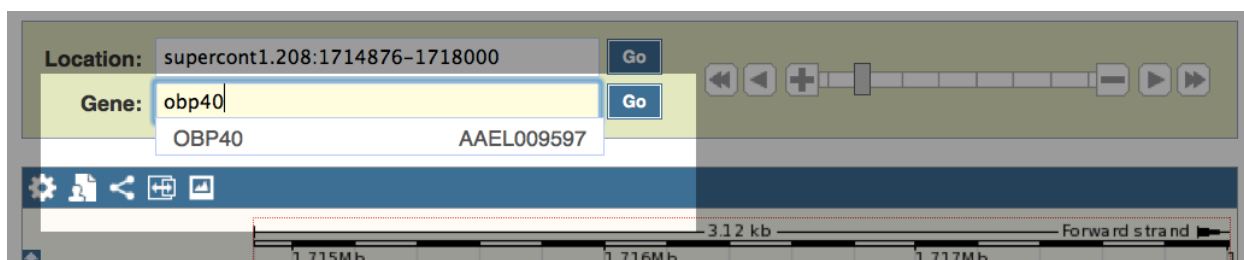 Location: supercont1.208:1714876-1718000 Go
Gene: obp40 Go
OBP40 AAEL009597
3.12 kb Forward strand
1.715Mb 1.716Mb 1.717Mb